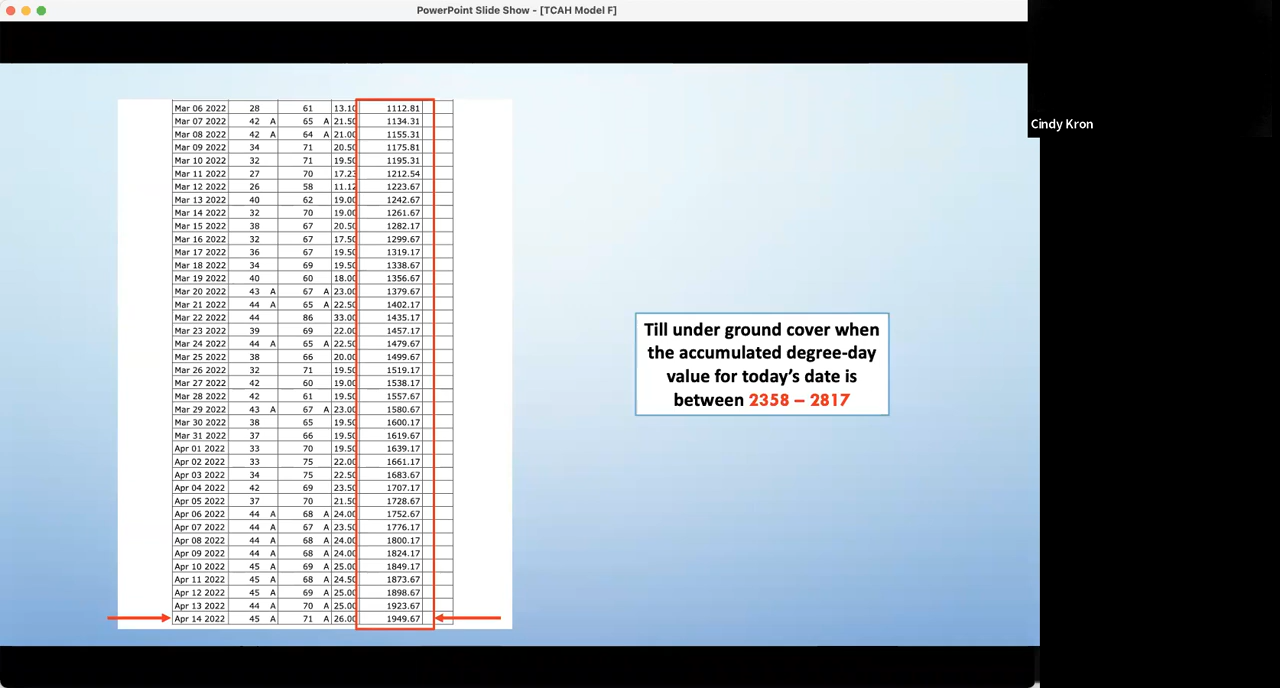 PowerPoint Slide Show - [TCAH Model F]
Cindy Kron
Mar 06 2022 28 61 13.10 1112.81
Mar 07 2022 42 A 65 A 21.50 1134.31
Mar 08 2022 42 A 64 A 21.00 1155.31
Mar 09 2022 34 71 20.50 1175.81
Mar 10 2022 32 71 19.50 1195.31
Mar 11 2022 27 70 17.23 1212.54
Mar 12 2022 26 58 11.12 1223.67
Mar 13 2022 40 62 19.00 1242.67
Mar 14 2022 32 70 19.00 1261.67
Mar 15 2022 38 67 20.50 1282.17
Mar 16 2022 32 67 17.50 1299.67
Mar 17 2022 36 67 19.50 1319.17
Mar 18 2022 34 69 19.50 1338.67
Mar 19 2022 40 60 18.00 1356.67
Mar 20 2022 43 A 67 A 23.00 1379.67
Mar 21 2022 44 A 65 A 22.50 1402.17
Mar 22 2022 44 86 33.00 1435.17
Mar 23 2022 39 69 22.00 1457.17
Mar 24 2022 44 A 65 A 22.50 1479.67
Mar 25 2022 38 66 20.00 1499.67
Mar 26 2022 32 71 19.50 1519.17
Mar 27 2022 42 60 19.00 1538.17
Mar 28 2022 42 61 19.50 1557.67
Mar 29 2022 43 A 67 A 23.00 1580.67
Mar 30 2022 38 65 19.50 1600.17
Mar 31 2022 37 66 19.50 1619.67
Apr 01 2022 33 70 19.50 1639.17
Apr 02 2022 33 75 22.00 1661.17
Apr 03 2022 34 75 22.50 1683.67
Apr 04 2022 42 69 23.50 1707.17
Apr 05 2022 37 70 21.50 1728.67
Apr 06 2022 44 A 68 A 24.00 1752.67
Apr 07 2022 44 A 67 A 23.50 1776.17
Apr 08 2022 44 A 68 A 24.00 1800.17
Apr 09 2022 44 A 68 A 24.00 1824.17
Apr 10 2022 45 A 69 A 25.00 1849.17
Apr 11 2022 45 A 68 A 24.50 1873.67
Apr 12 2022 45 A 69 A 25.00 1898.67
Apr 13 2022 44 A 70 A 25.00 1923.67
Apr 14 2022 45 A 71 A 26.00 1949.67
Till under ground cover when
the accumulated degree-day
value for today's date is
between 2358 – 2817